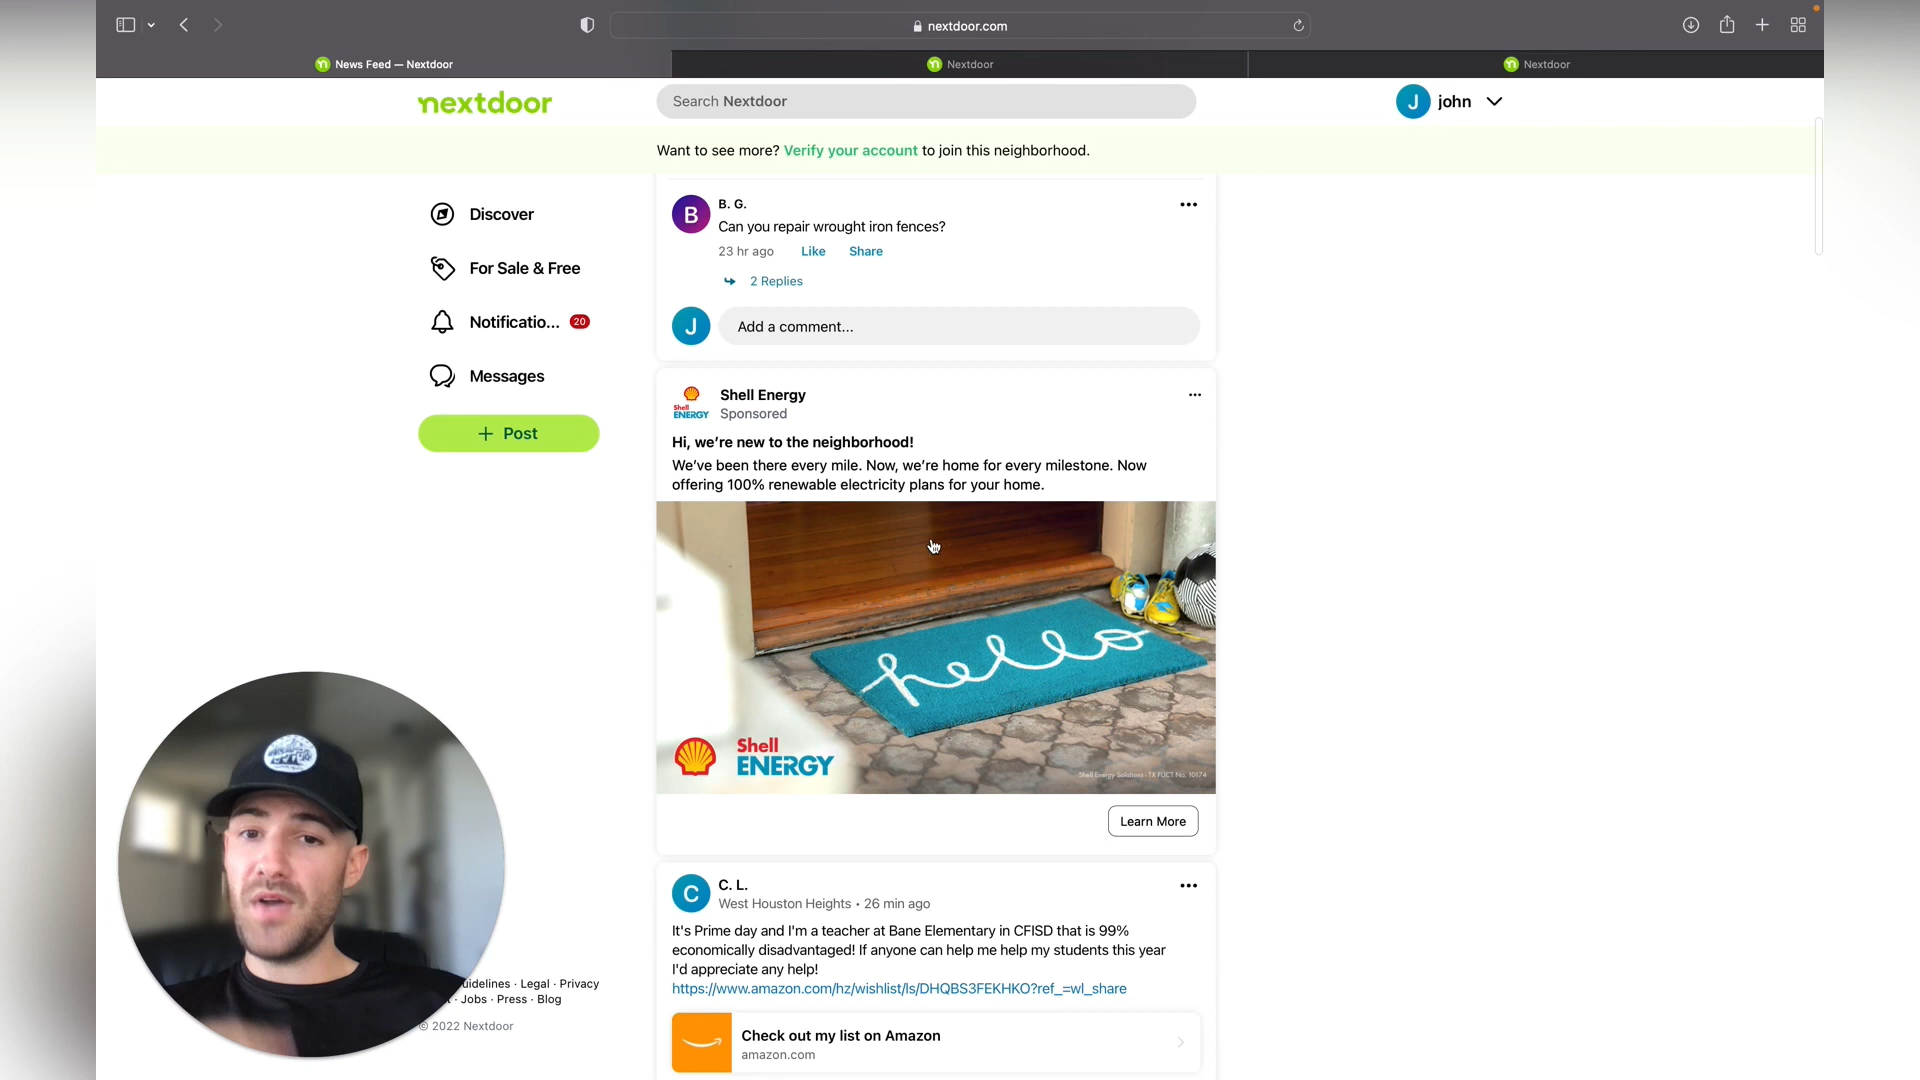 nextdoor.com
News Feed — Nextdoor
Nextdoor
Nextdoor
nextdoor
Search Nextdoor
J
john
Want to see more? Verify your account to join this neighborhood.
Discover
For Sale & Free
Notificatio... 20
Messages
+ Post
B
B. G.
Can you repair wrought iron fences?
23 hr ago Like Share
2 Replies
J
Add a comment...
Shell
ENERGY
Shell Energy
Sponsored
Hi, we're new to the neighborhood!
We've been there every mile. Now, we're home for every milestone. Now
offering 100% renewable electricity plans for your home.
hello
Shell
ENERGY
Shell Energy Solutions - TX PUCT No. 10174
Learn More
C
C. L.
West Houston Heights • 26 min ago
It's Prime day and I'm a teacher at Bane Elementary in CFISD that is 99%
economically disadvantaged! If anyone can help me help my students this year
I'd appreciate any help!
https://www.amazon.com/hz/wishlist/ls/DHQBS3FEKHKO?ref_=wl_share
Check out my list on Amazon
amazon.com
uidelines · Legal · Privacy
t · Jobs · Press · Blog
© 2022 Nextdoor